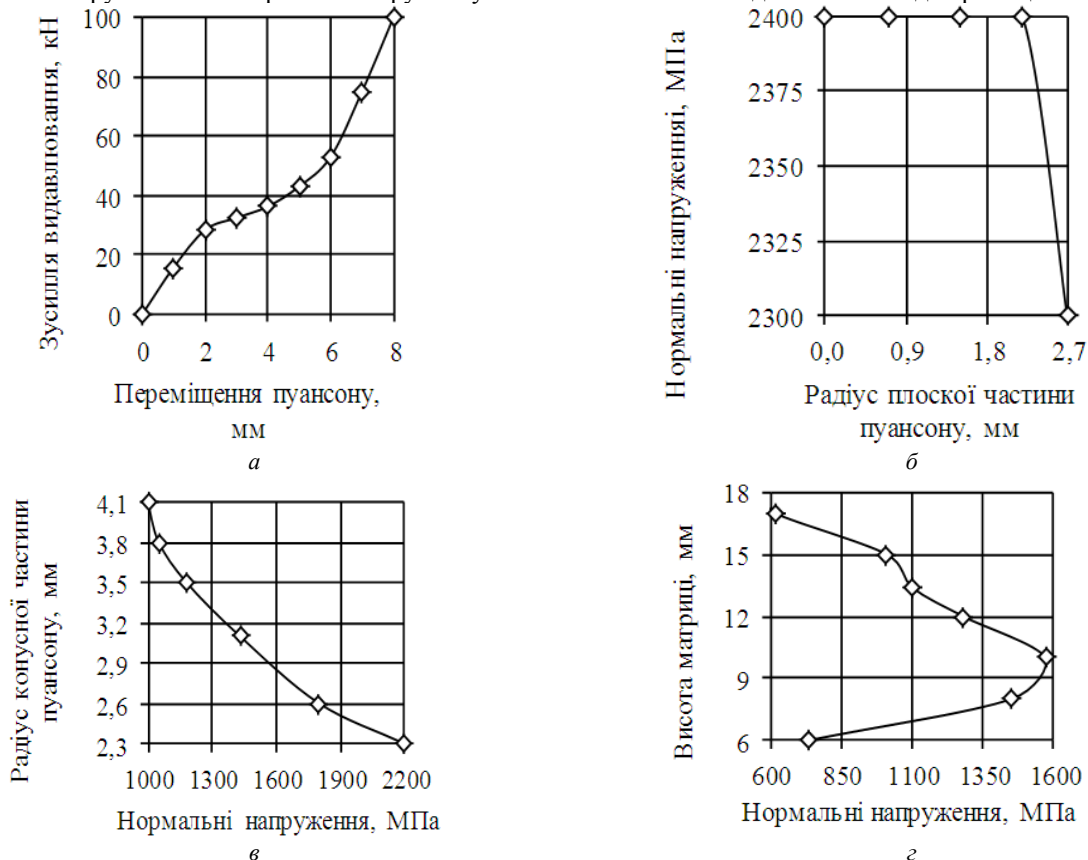 Зусилля видавлювання, кН
100
80
60
40
20
0
0 2 4 6 8
Переміщення пуансону,
мм
а
Нормальні напруженняі, МПа
2400
2375
2350
2325
2300
0,0 0,9 1,8 2,7
Радіус плоскої частини
пуансону, мм
б
Радіус конусної частини
пуансону, мм
4,1
3,8
3,5
3,2
2,9
2,6
2,3
1000 1300 1600 1900 2200
Нормальні напруження, МПа
в
Висота матриці, мм
18
15
12
9
6
600 850 1100 1350 1600
Нормальні напруження, МПа
г